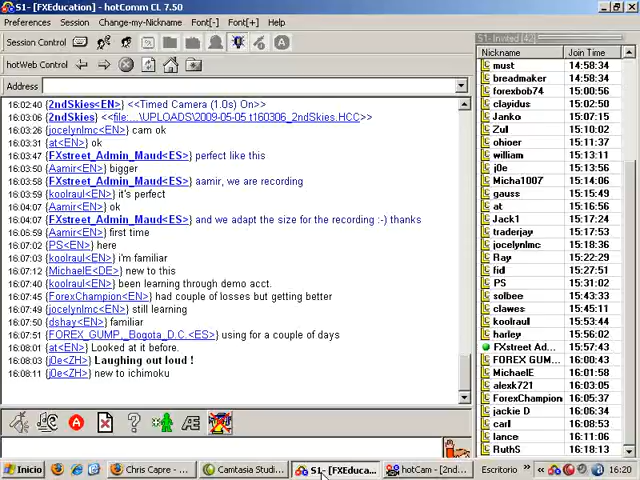 S1- [FXEducation] - hotComm CL 7.50
Preferences Session Change-my-Nickname Font[-] Font[+] Help
Session Control
hotWeb Control
Address
16:02:40 {2ndSkies<EN>} <<Timed Camera (1.0s) On>>
16:03:06 {2ndSkies} <<file:...\UPLOADS\2009-05-05 t160306_2ndSkies.HCC>>
16:03:26 {jocelynlmc<EN>} cam ok
16:03:31 {at<EN>} ok
16:03:47 {FXstreet_Admin_Maud<ES>} perfect like this
16:03:50 {Aamir<EN>} bigger
16:03:58 {FXstreet_Admin_Maud<ES>} aamir, we are recording
16:03:58 {koolraul<EN>} it's perfect
16:04:07 {Aamir<EN>} ok
16:04:07 {FXstreet_Admin_Maud<ES>} and we adapt the size for the recording :-) thanks
16:06:59 {Aamir<EN>} first time
16:07:02 {PS<EN>} here
16:07:03 {koolraul<EN>} i'm familiar
16:07:12 {MichaelE<DE>} new to this
16:07:40 {koolraul<EN>} been learning through demo acct.
16:07:45 {ForexChampion<EN>} had couple of losses but getting better
16:07:49 {jocelynlmc<EN>} still learning
16:07:50 {dshay<EN>} familiar
16:07:51 {FOREX_GUMP,_Bogota_D.C.<ES>} using for a couple of days
16:08:01 {at<EN>} Looked at it before.
16:08:03 {j0e<ZH>} Laughing out loud !
16:08:11 {j0e<ZH>} new to ichimoku
S1- Invited [42]
Nickname Join Time
must 14:58:34
breadmaker 14:58:34
forexbob74 15:00:56
clayidus 15:02:50
Janko 15:07:15
Zul 15:10:02
ohioer 15:13:11
william 15:13:11
j0e 15:13:56
Micha1007 15:14:06
gauss 15:15:49
at 15:16:56
Jack1 15:17:24
traderjay 15:17:53
jocelynlmc 15:18:36
Ray 15:22:29
fid 15:27:51
PS 15:32:01
solbee 15:32:03
clawes 15:45:11
koolraul 15:53:44
harley 15:56:02
FXstreet Ad... 15:57:43
FOREX GUM... 16:00:43
MichaelE 16:01:58
alexk721 16:03:05
ForexChampion 16:05:37
jackie D 16:06:34
carl 16:07:09
lance 16:11:06
RuthS 16:18:13
Inicio
Chris Capre - ...
Camtasia Studi...
S1- [FXEduca...
hotCam - [2nd...
Escritorio
16:20